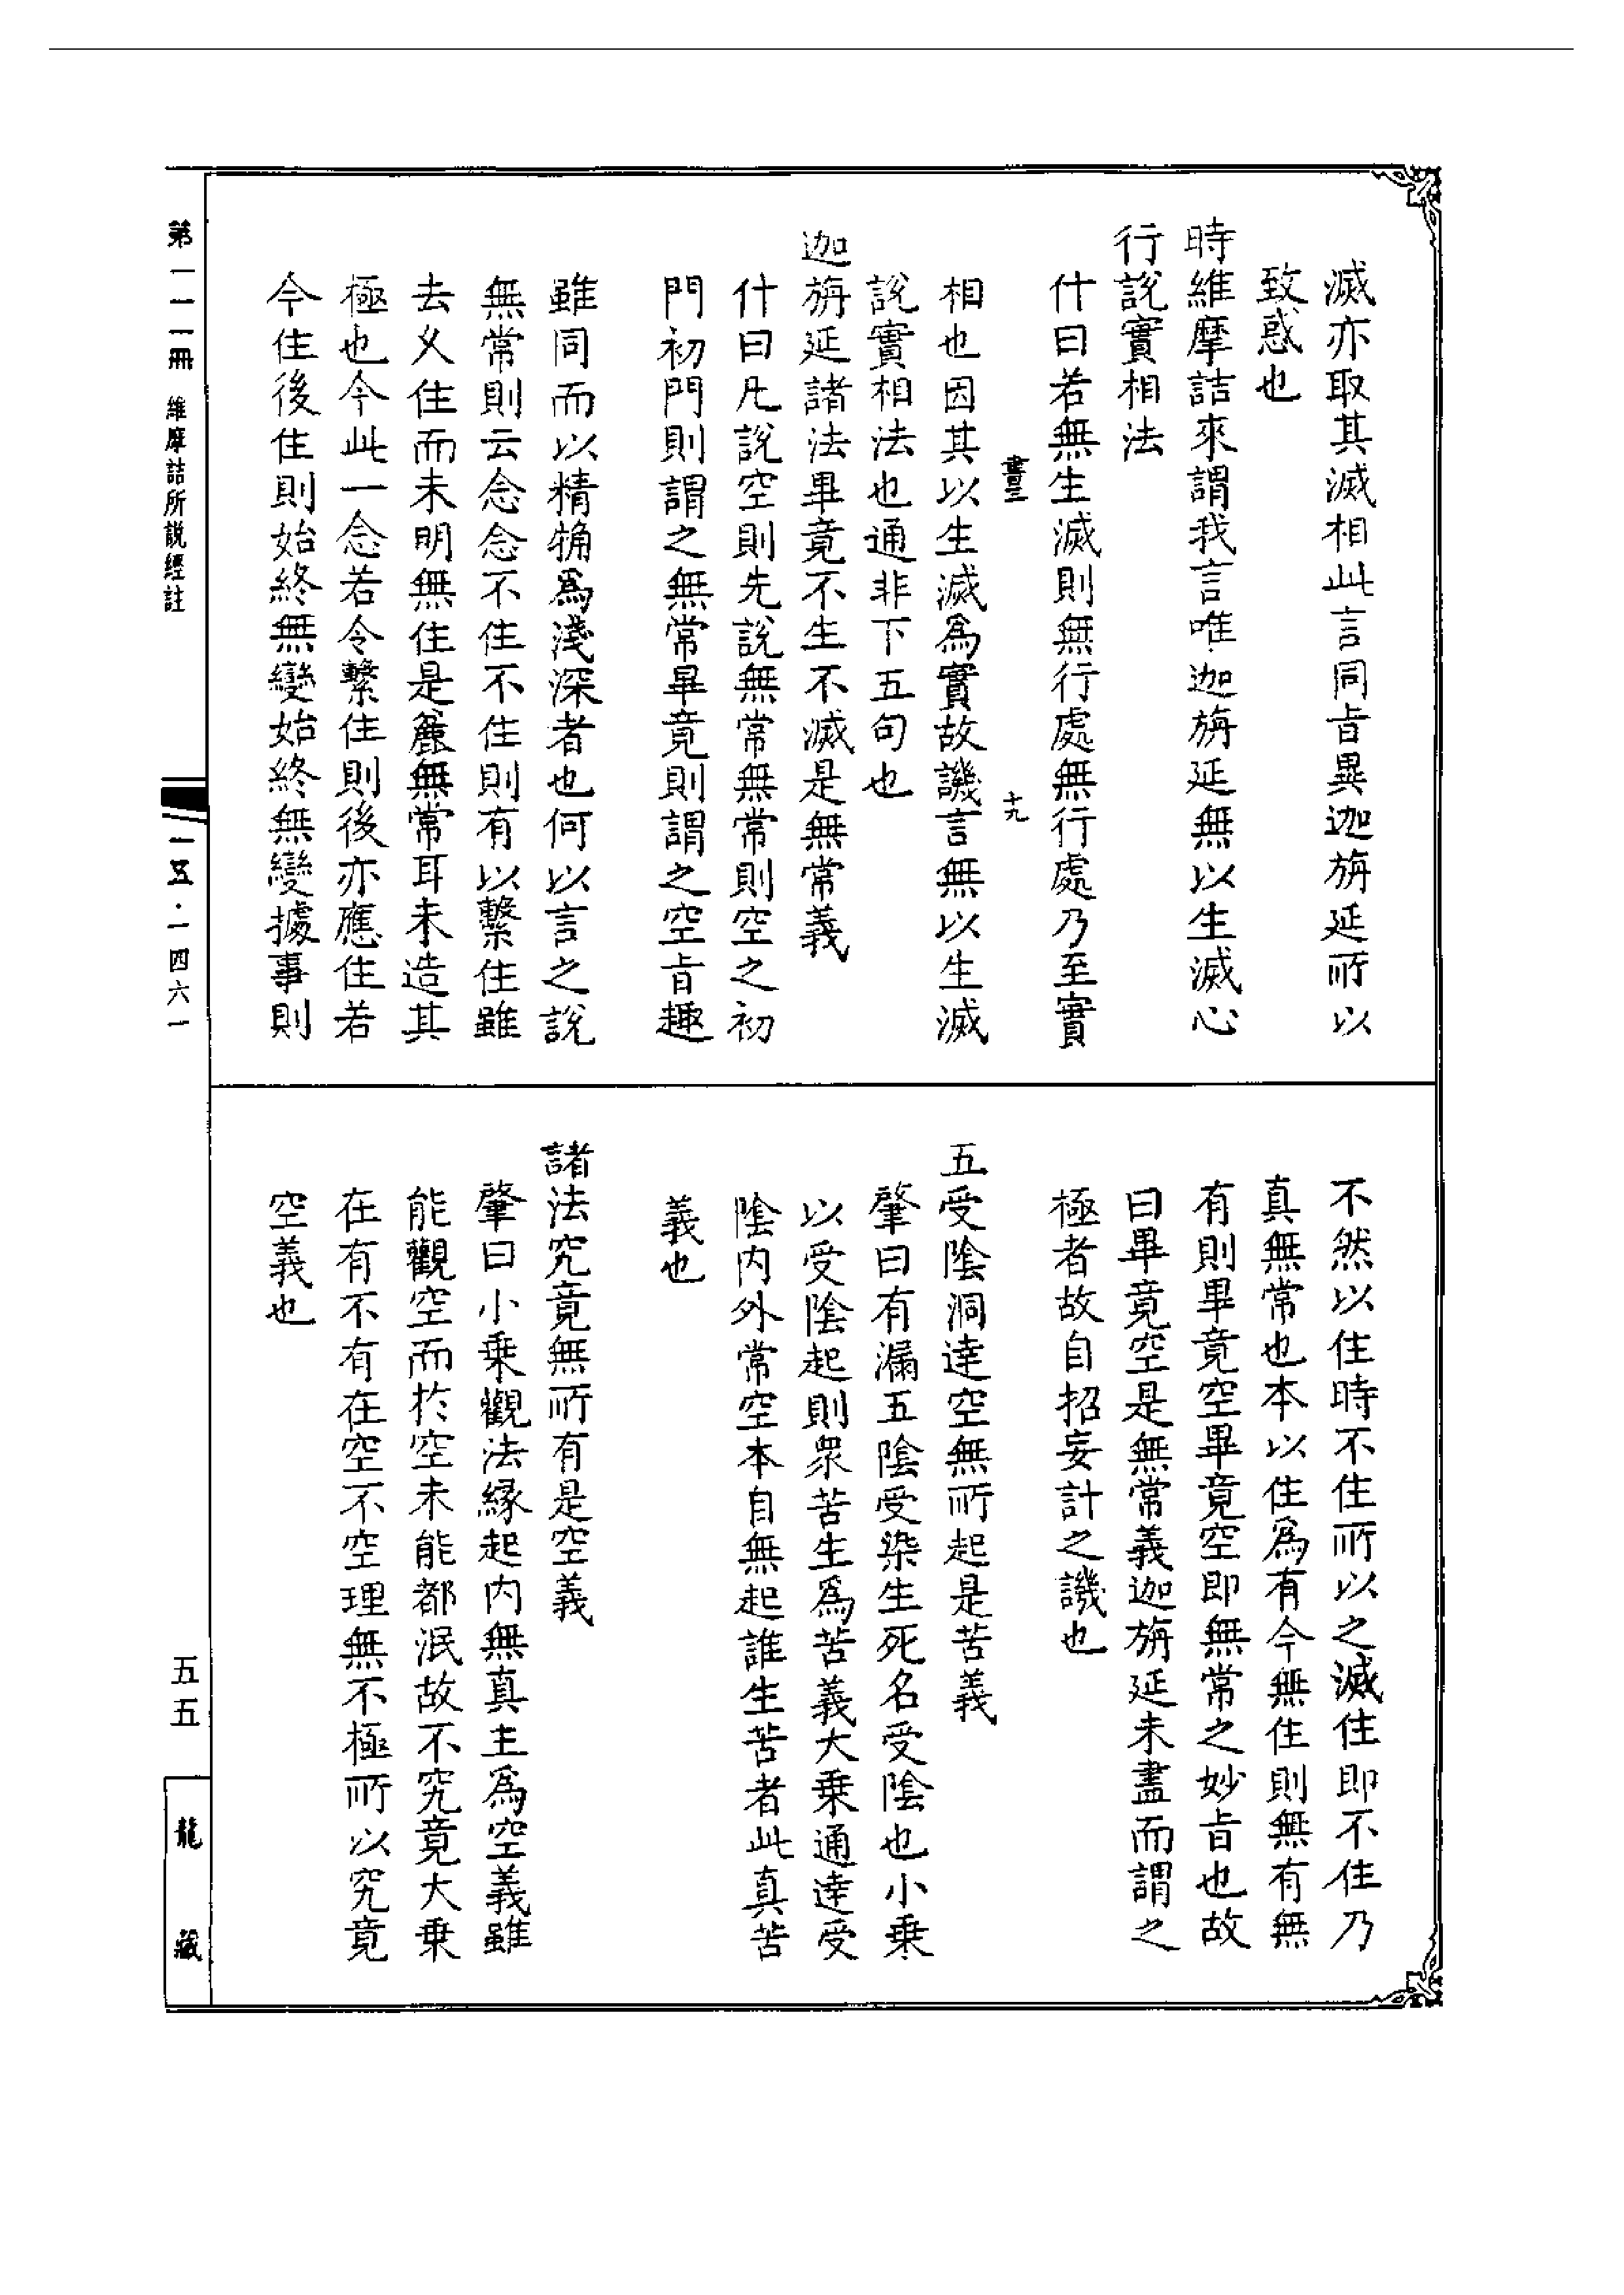 滅亦取其滅相此言同旨異迦旃延所以
致惑也
時維摩詰來謂我言唯迦旃延無以生滅心
行說實相法
什曰若無生滅則無行處無行處乃至實
晝三
十九
相也因其以生滅爲實故譏言無以生滅
說實相法也通非下五句也
迦旃延諸法畢竟不生不滅是無常義
什曰凡說空則先說無常無常則空之初
門初門則謂之無常畢竟則謂之空旨趣
雖同而以精觕爲淺深者也何以言之說
無常則云念念不住不住則有以繫住雖
去久住而未明無住是麤無常耳未造其
極也今此一念若令繫住則後亦應住若
今住後住則始終無變始終無變據事則
不然以住時不住所以之滅住即不住乃
真無常也本以住爲有今無住則無有無
有則畢竟空畢竟空即無常之妙旨也故
曰畢竟空是無常義迦旃延未盡而謂之
極者故自招妄計之譏也
五受陰洞達空無所起是苦義
肇曰有漏五陰受染生死名受陰也小乗
以受陰起則衆苦生爲苦義大乗通達受
陰内外常空本自無起誰生苦者此真苦
義也
諸法究竟無所有是空義
肇曰小乗觀法緣起内無真主爲空義雖
能觀空而於空未能都泯故不究竟大乗
在有不有在空不空理無不極所以究竟
空義也
第一一一冊 維摩詰所説經註
一五·一四六一
五五
龍藏